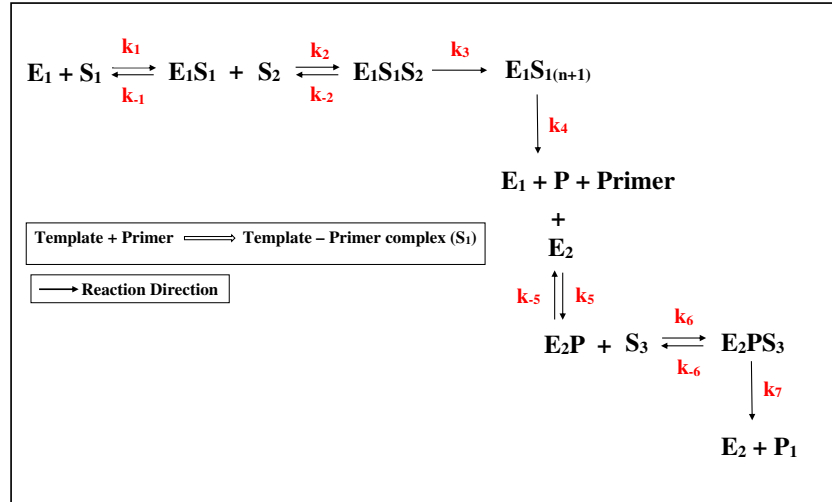 k₁ k₂ k₃
E₁ + S₁ E₁S₁ + S₂ E₁S₁S₂ E₁S₁₍ₙ₊₁₎
k₋₁ k₋₂
k₄
E₁ + P + Primer
+
Template + Primer Template – Primer complex (S₁)
E₂
Reaction Direction
k₋₅ k₅
k₆
E₂P + S₃ E₂PS₃
k₋₆
k₇
E₂ + P₁